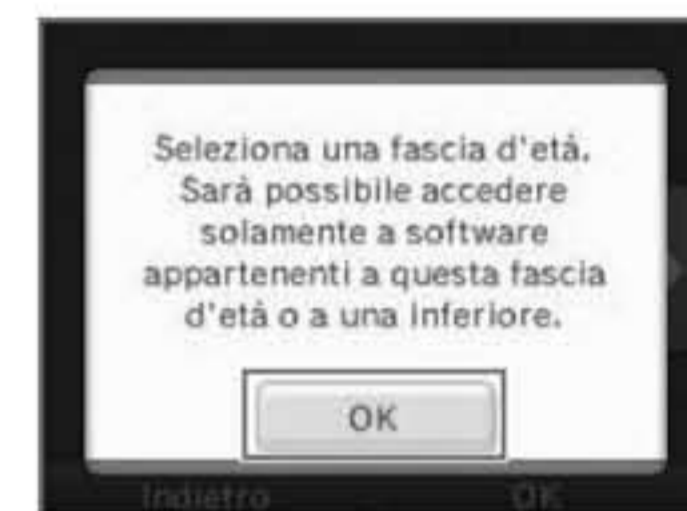 Seleziona una fascia d'età.
Sarà possibile accedere
solamente a software
appartenenti a questa fascia
d'età o a una inferiore.
OK
Indietro OK